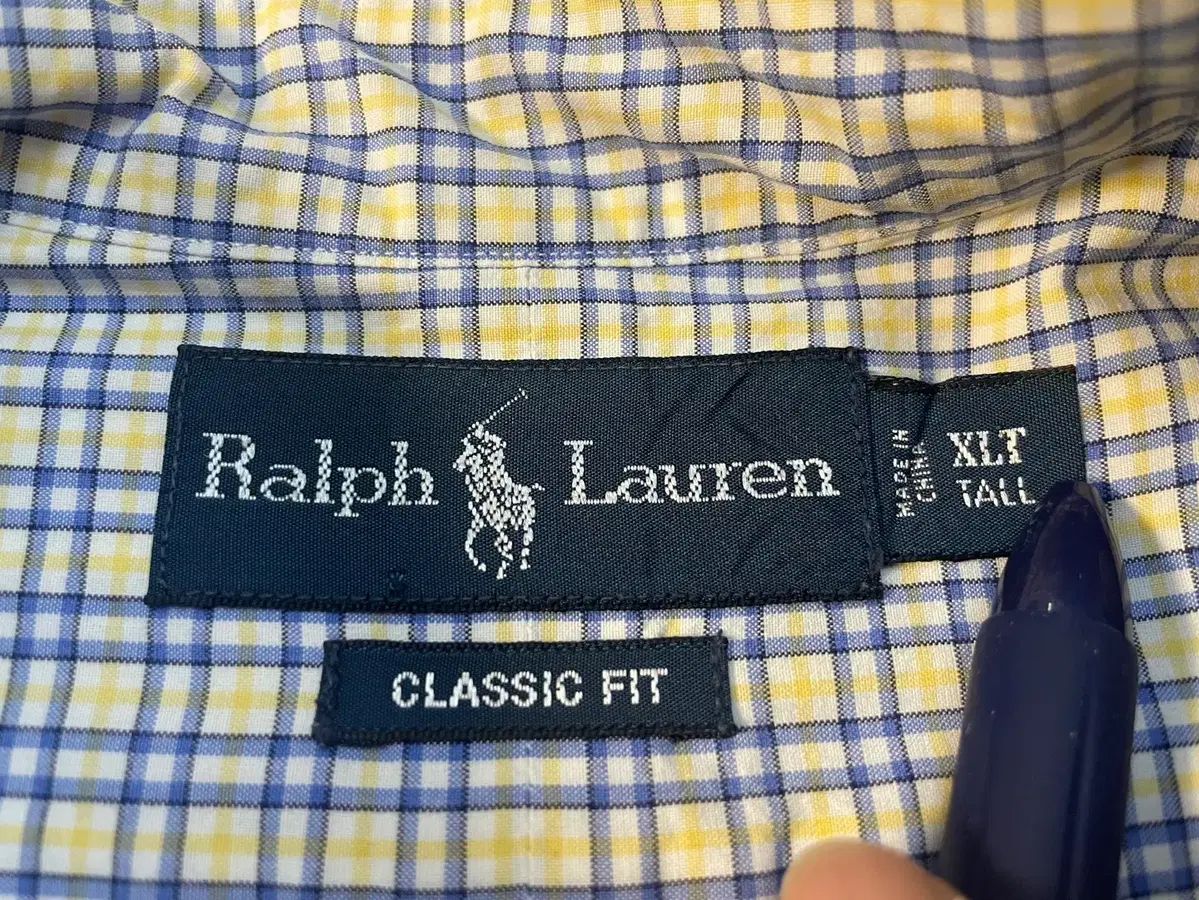 Ralph Lauren
MADE IN
CHINA
XLT
TALL
CLASSIC FIT